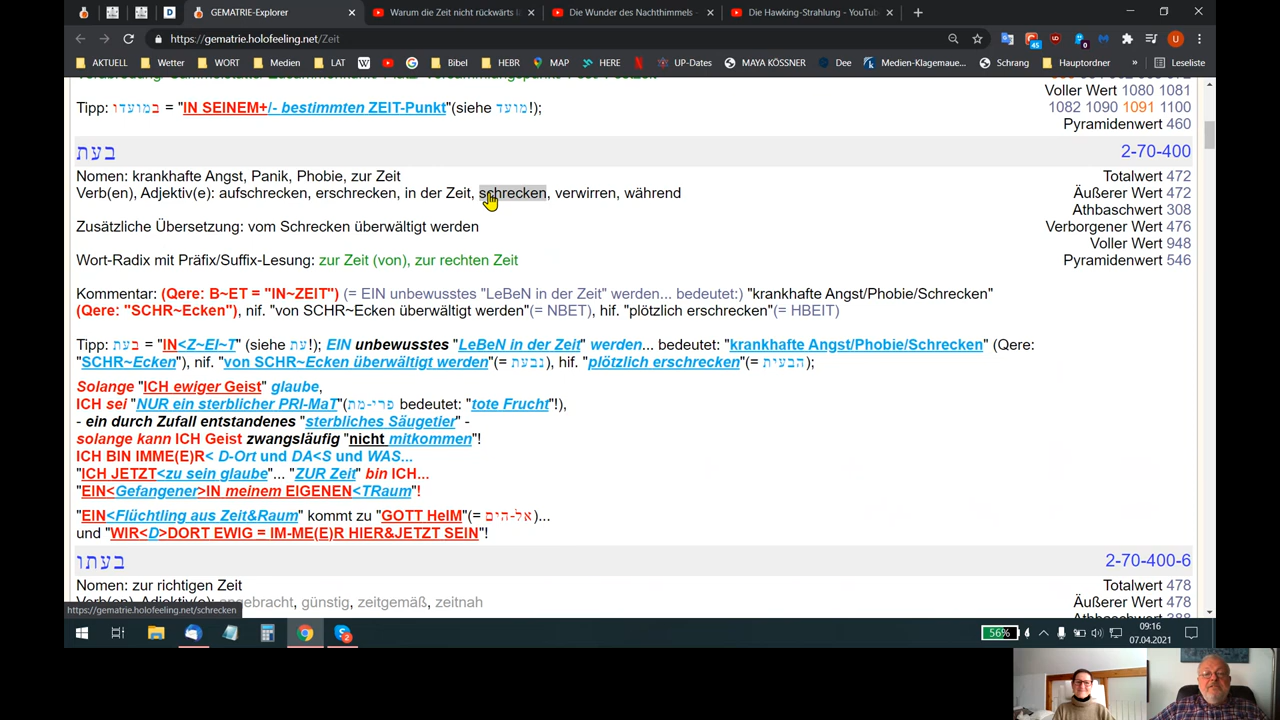 GEMATRIE-Explorer
Warum die Zeit nicht rückwärts
Die Wunder des Nachthimmels -
Die Hawking-Strahlung - YouTub
https://gematrie.holofeeling.net/Zeit
AKTUELL Wetter WORT Medien LAT Bibel HEBR MAP HERE UP-Dates MAYA KÖSSNER Dee Medien-Klagemaue... Schrang Hauptordner » Leseliste
Voller Wert 1080 1081
Tipp: במועדו = "IN SEINEM+/- bestimmten ZEIT-Punkt"(siehe מועד!);
1082 1090 1091 1100
Pyramidenwert 460
בעת 2-70-400
Nomen: krankhafte Angst, Panik, Phobie, zur Zeit
Totalwert 472
Verb(en), Adjektiv(e): aufschrecken, erschrecken, in der Zeit, schrecken, verwirren, während
Äußerer Wert 472
Athbaschwert 308
Zusätzliche Übersetzung: vom Schrecken überwältigt werden
Verborgener Wert 476
Voller Wert 948
Wort-Radix mit Präfix/Suffix-Lesung: zur Zeit (von), zur rechten Zeit
Pyramidenwert 546
Kommentar: (Qere: B~ET = "IN~ZEIT") (= EIN unbewusstes "LeBeN in der Zeit" werden... bedeutet:) "krankhafte Angst/Phobie/Schrecken"
(Qere: "SCHR~Ecken"), nif. "von SCHR~Ecken überwältigt werden"(= NBET), hif. "plötzlich erschrecken"(= HBEIT)
Tipp: בעת = "IN<Z~EI~T" (siehe עת!); EIN unbewusstes "LeBeN in der Zeit" werden... bedeutet: "krankhafte Angst/Phobie/Schrecken" (Qere:
"SCHR~Ecken"), nif. "von SCHR~Ecken überwältigt werden"(= נבעת), hif. "plötzlich erschrecken"(= הבעית);
Solange "ICH ewiger Geist" glaube,
ICH sei "NUR ein sterblicher PRI-MaT"(פרי-מת bedeutet: "tote Frucht"!),
- ein durch Zufall entstandenes "sterbliches Säugetier" -
solange kann ICH Geist zwangsläufig "nicht mitkommen"!
ICH BIN IMME(E)R< D-Ort und DA<S und WAS...
"ICH JETZT<zu sein glaube"... "ZUR Zeit" bin ICH...
"EIN<Gefangener>IN meinem EIGENEN<TRaum"!
"EIN<Flüchtling aus Zeit&Raum" kommt zu "GOTT HeIM"(= אל-הים)...
und "WIR<D>DORT EWIG = IM-ME(E)R HIER&JETZT SEIN"!
בעתו 2-70-400-6
Nomen: zur richtigen Zeit
Totalwert 478
angebracht, günstig, zeitgemäß, zeitnah
Äußerer Wert 478
https://gematrie.holofeeling.net/schrecken
56%
09:16
07.04.2021